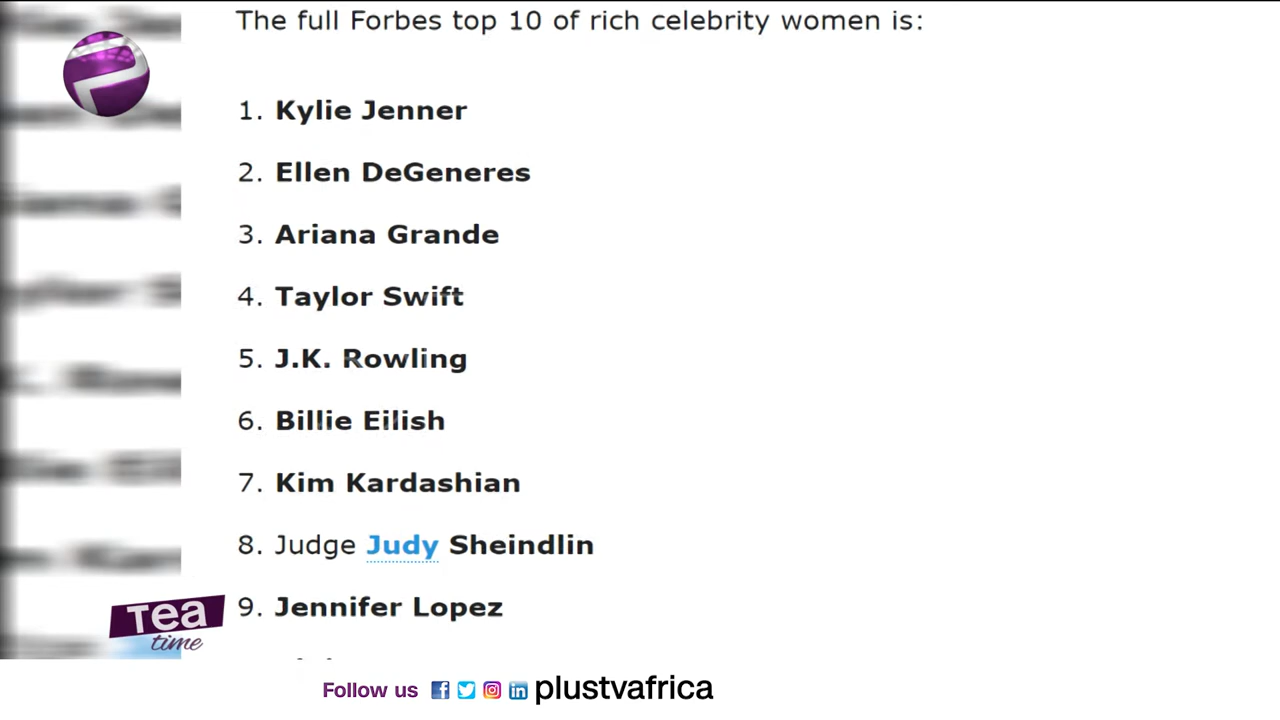 The full Forbes top 10 of rich celebrity women is:
1. Kylie Jenner
2. Ellen DeGeneres
3. Ariana Grande
4. Taylor Swift
5. J.K. Rowling
6. Billie Eilish
7. Kim Kardashian
8. Judge Judy Sheindlin
9. Jennifer Lopez
Tea
time
Follow us plustvafrica